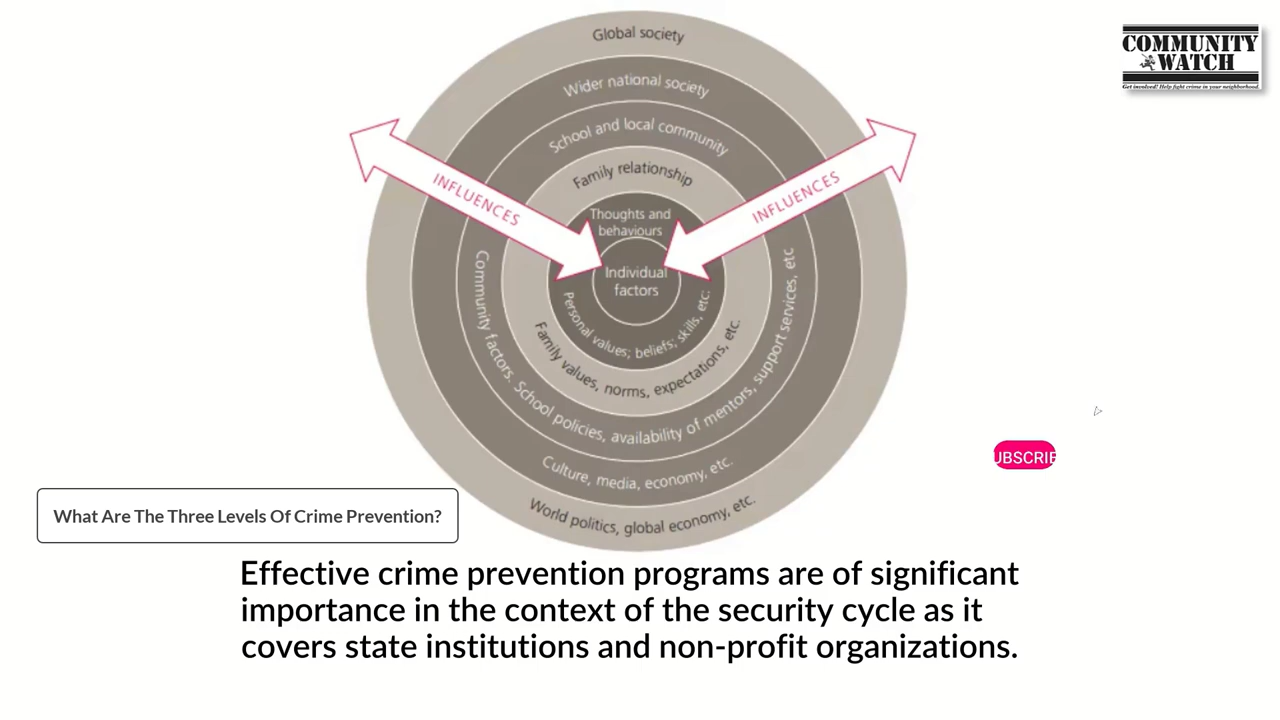 Global society
Wider national society
School and local community
Family relationship
Thoughts and
behaviours
Individual
factors
INFLUENCES
INFLUENCES
Personal values; beliefs; skills, etc.
Family values, norms, expectations, etc.
Community factors. School policies, availability of mentors, support services, etc
Culture, media, economy, etc.
World politics, global economy, etc.
COMMUNITY
WATCH
Get involved! Help fight crime in your neighborhood.
UBSCRIB
What Are The Three Levels Of Crime Prevention?
Effective crime prevention programs are of significant
importance in the context of the security cycle as it
covers state institutions and non-profit organizations.